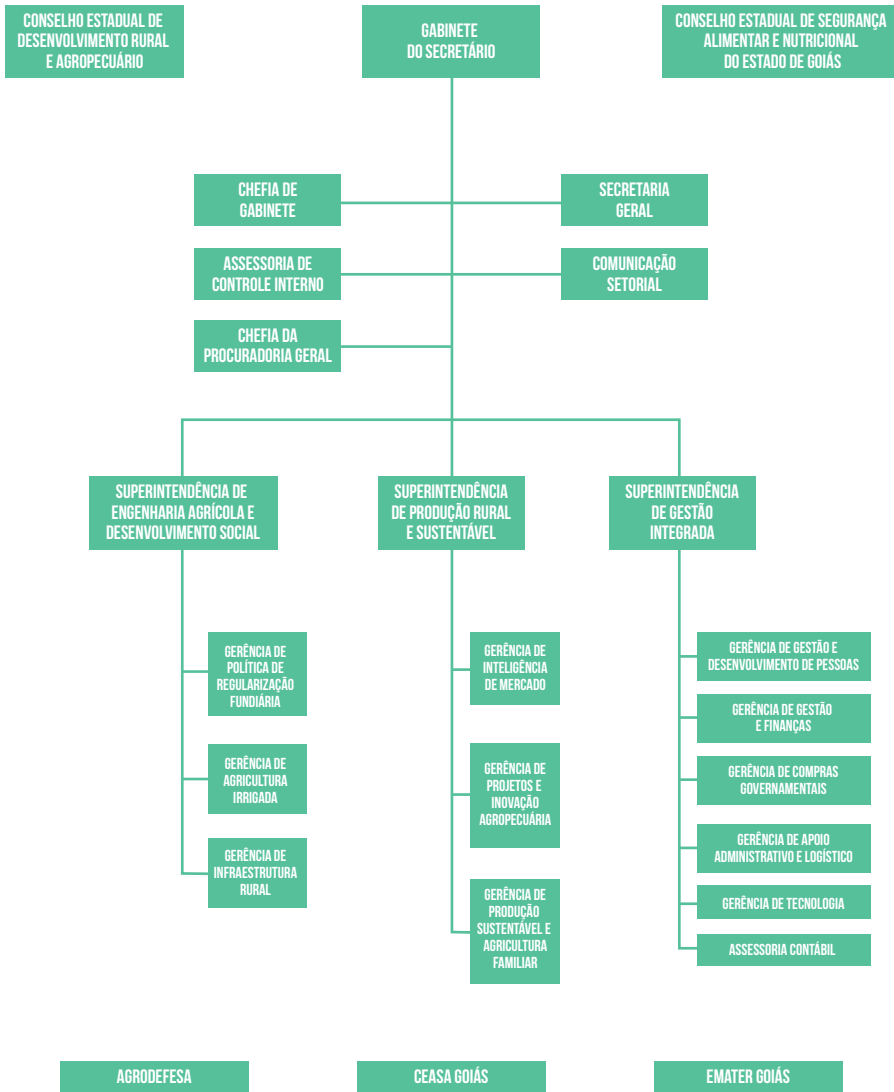 CONSELHO ESTADUAL DE
DESENVOLVIMENTO RURAL
E AGROPECUÁRIO
GABINETE
DO SECRETÁRIO
CONSELHO ESTADUAL DE SEGURANÇA
ALIMENTAR E NUTRICIONAL
DO ESTADO DE GOIÁS
CHEFIA DE
GABINETE
SECRETARIA
GERAL
ASSESSORIA DE
CONTROLE INTERNO
COMUNICAÇÃO
SETORIAL
CHEFIA DA
PROCURADORIA GERAL
SUPERINTENDÊNCIA DE
ENGENHARIA AGRÍCOLA E
DESENVOLVIMENTO SOCIAL
SUPERINTENDÊNCIA
DE PRODUÇÃO RURAL
E SUSTENTÁVEL
SUPERINTENDÊNCIA
DE GESTÃO
INTEGRADA
GERÊNCIA DE
POLÍTICA DE
REGULARIZAÇÃO
FUNDIÁRIA
GERÊNCIA DE
AGRICULTURA
IRRIGADA
GERÊNCIA DE
INFRAESTRUTURA
RURAL
GERÊNCIA DE
INTELIGÊNCIA
DE MERCADO
GERÊNCIA DE
PROJETOS E
INOVAÇÃO
AGROPECUÁRIA
GERÊNCIA DE
PRODUÇÃO
SUSTENTÁVEL E
AGRICULTURA
FAMILIAR
GERÊNCIA DE GESTÃO E
DESENVOLVIMENTO DE PESSOAS
GERÊNCIA DE GESTÃO
E FINANÇAS
GERÊNCIA DE COMPRAS
GOVERNAMENTAIS
GERÊNCIA DE APOIO
ADMINISTRATIVO E LOGÍSTICO
GERÊNCIA DE TECNOLOGIA
ASSESSORIA CONTÁBIL
AGRODEFESA
CEASA GOIÁS
EMATER GOIÁS